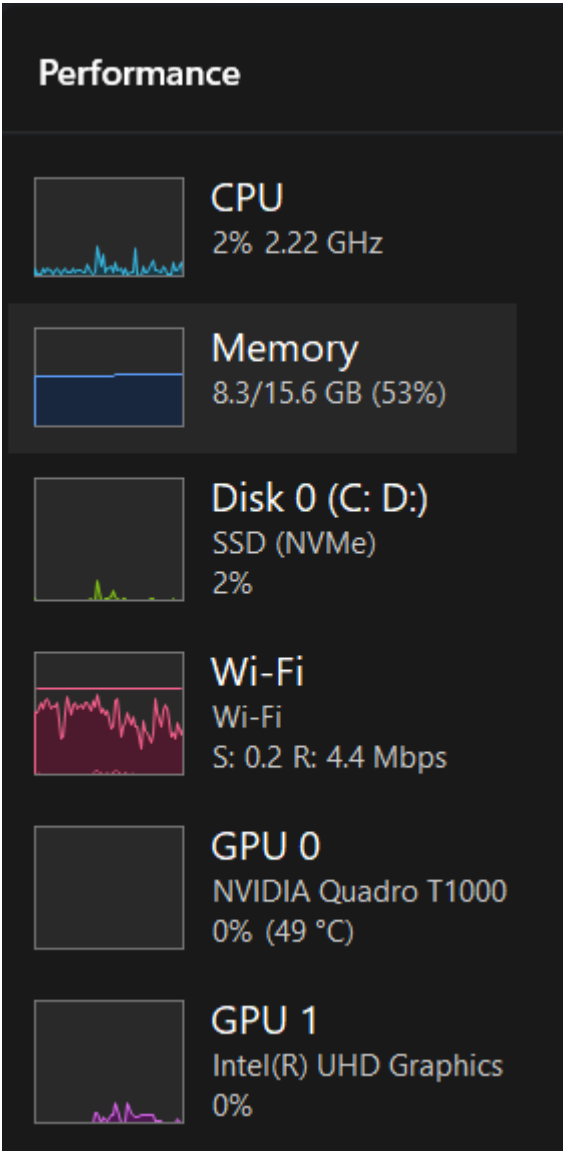 Performance
CPU
2% 2.22 GHz
Memory
8.3/15.6 GB (53%)
Disk 0 (C: D:)
SSD (NVMe)
2%
Wi-Fi
Wi-Fi
S: 0.2 R: 4.4 Mbps
GPU 0
NVIDIA Quadro T1000
0% (49 °C)
GPU 1
Intel(R) UHD Graphics
0%